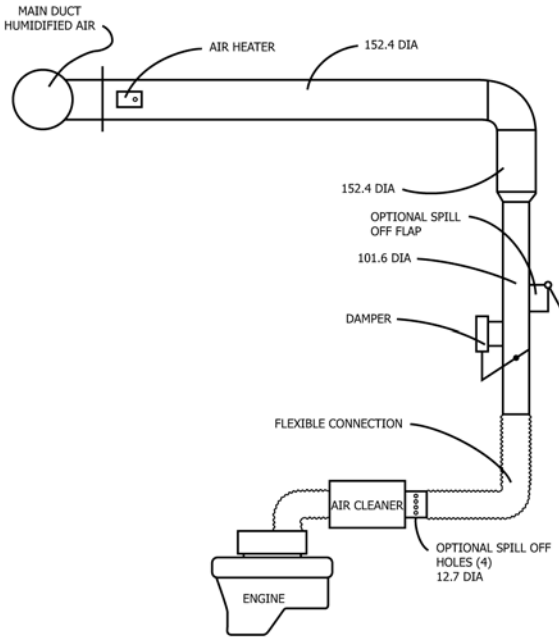 MAIN DUCT
HUMIDIFIED AIR
AIR HEATER
152.4 DIA
152.4 DIA
OPTIONAL SPILL
OFF FLAP
101.6 DIA
DAMPER
FLEXIBLE CONNECTION
AIR CLEANER
OPTIONAL SPILL OFF
HOLES (4)
12.7 DIA
ENGINE